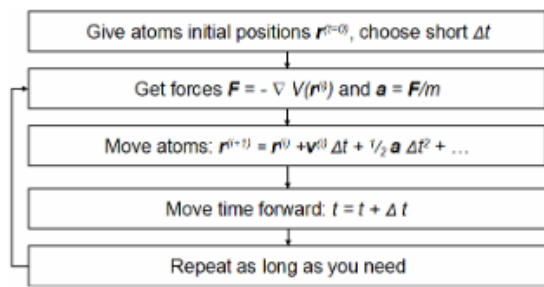 Give atoms initial positions r⁽ᵗ⁼⁰⁾, choose short Δt
Get forces F = - ∇ V(r⁽ⁱ⁾) and a = F/m
Move atoms: r⁽ⁱ⁺¹⁾ = r⁽ⁱ⁾ +v⁽ⁱ⁾ Δt + ¹/₂ a Δt² + ...
Move time forward: t = t + Δ t
Repeat as long as you need